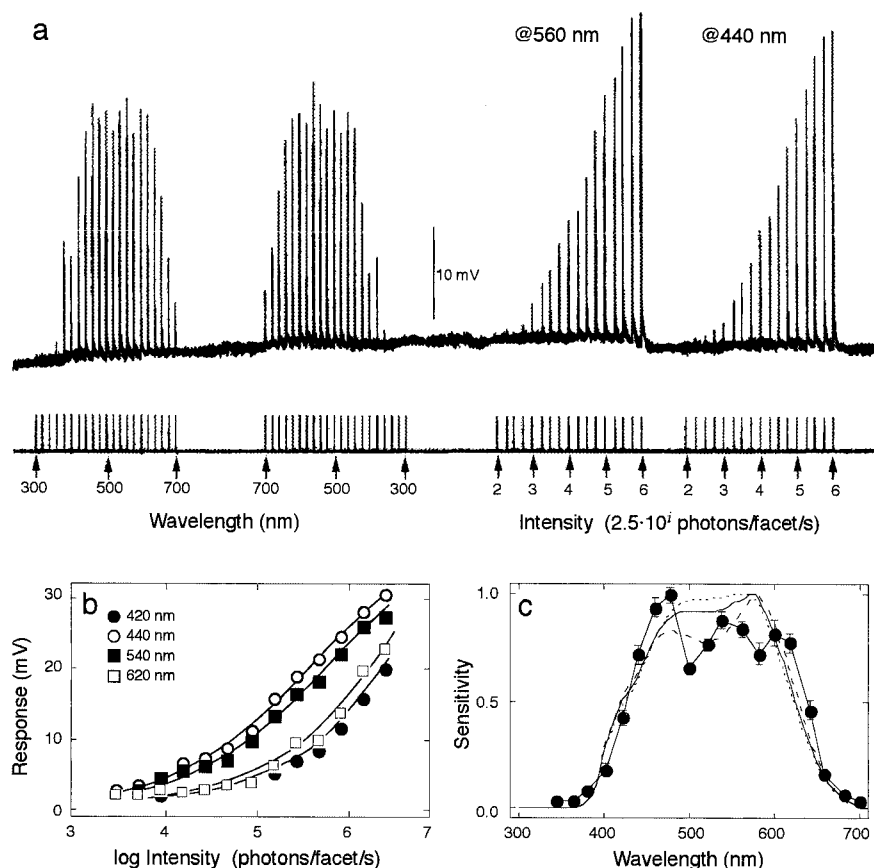 a
@560 nm
@440 nm
10 mV
300 500 700 700 500 300 2 3 4 5 6 2 3 4 5 6
Wavelength (nm)
Intensity (2.5·10^i photons/facet/s)
b
30
20
10
0
Response (mV)
420 nm
440 nm
540 nm
620 nm
3 4 5 6 7
log Intensity (photons/facet/s)
c
1.0
0.5
0.0
Sensitivity
300 400 500 600 700
Wavelength (nm)